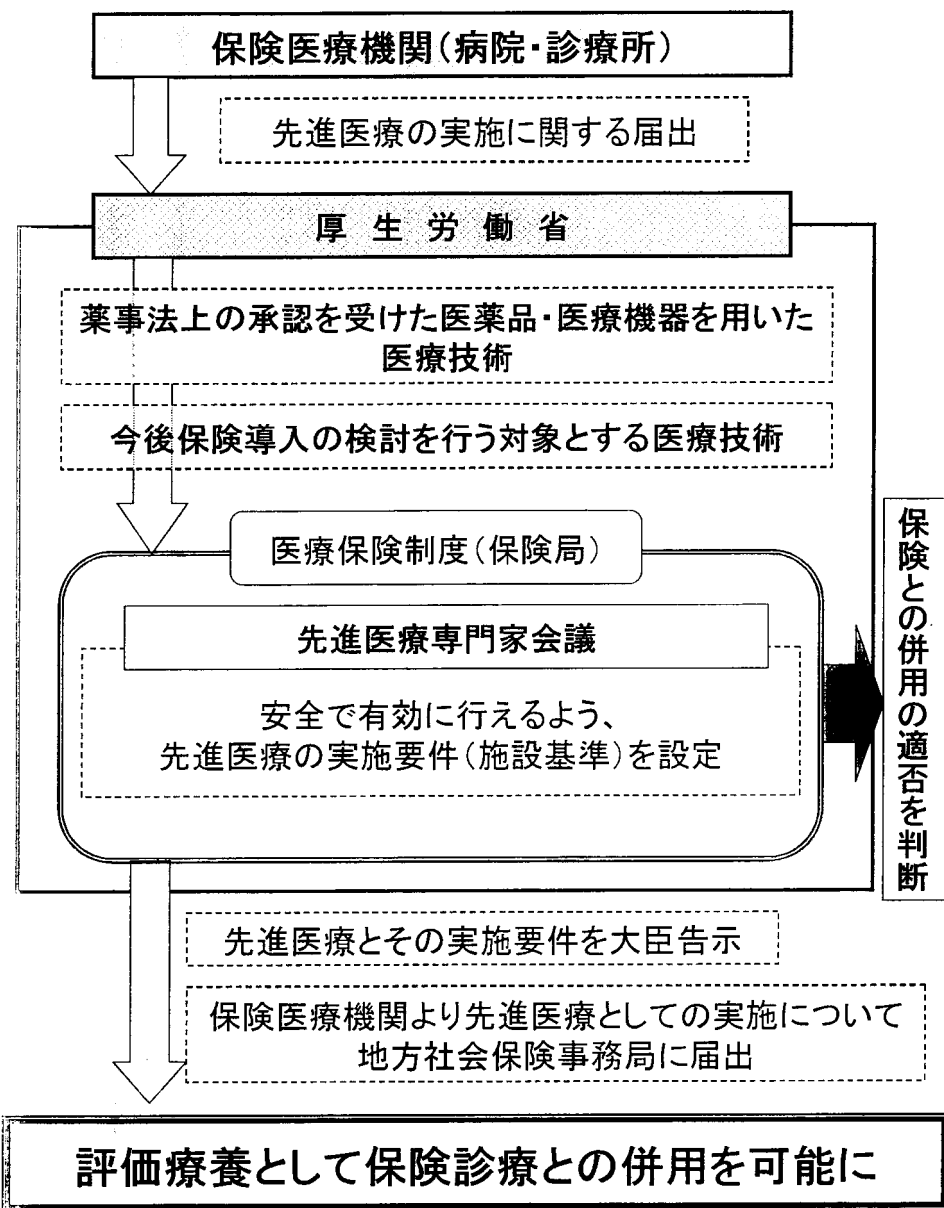 保険医療機関(病院・診療所)
先進医療の実施に関する届出
厚生労働省
薬事法上の承認を受けた医薬品・医療機器を用いた
医療技術
今後保険導入の検討を行う対象とする医療技術
医療保険制度(保険局)
先進医療専門家会議
安全で有効に行えるよう、
先進医療の実施要件(施設基準)を設定
保険との併用の適否を判断
先進医療とその実施要件を大臣告示
保険医療機関より先進医療としての実施について
地方社会保険事務局に届出
評価療養として保険診療との併用を可能に